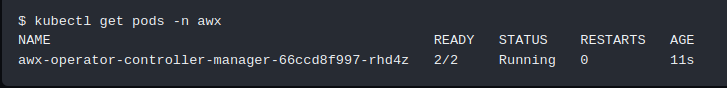 $ kubectl get pods -n awx
NAME                                               READY   STATUS    RESTARTS   AGE
awx-operator-controller-manager-66ccd8f997-rhd4z   2/2     Running   0          11s